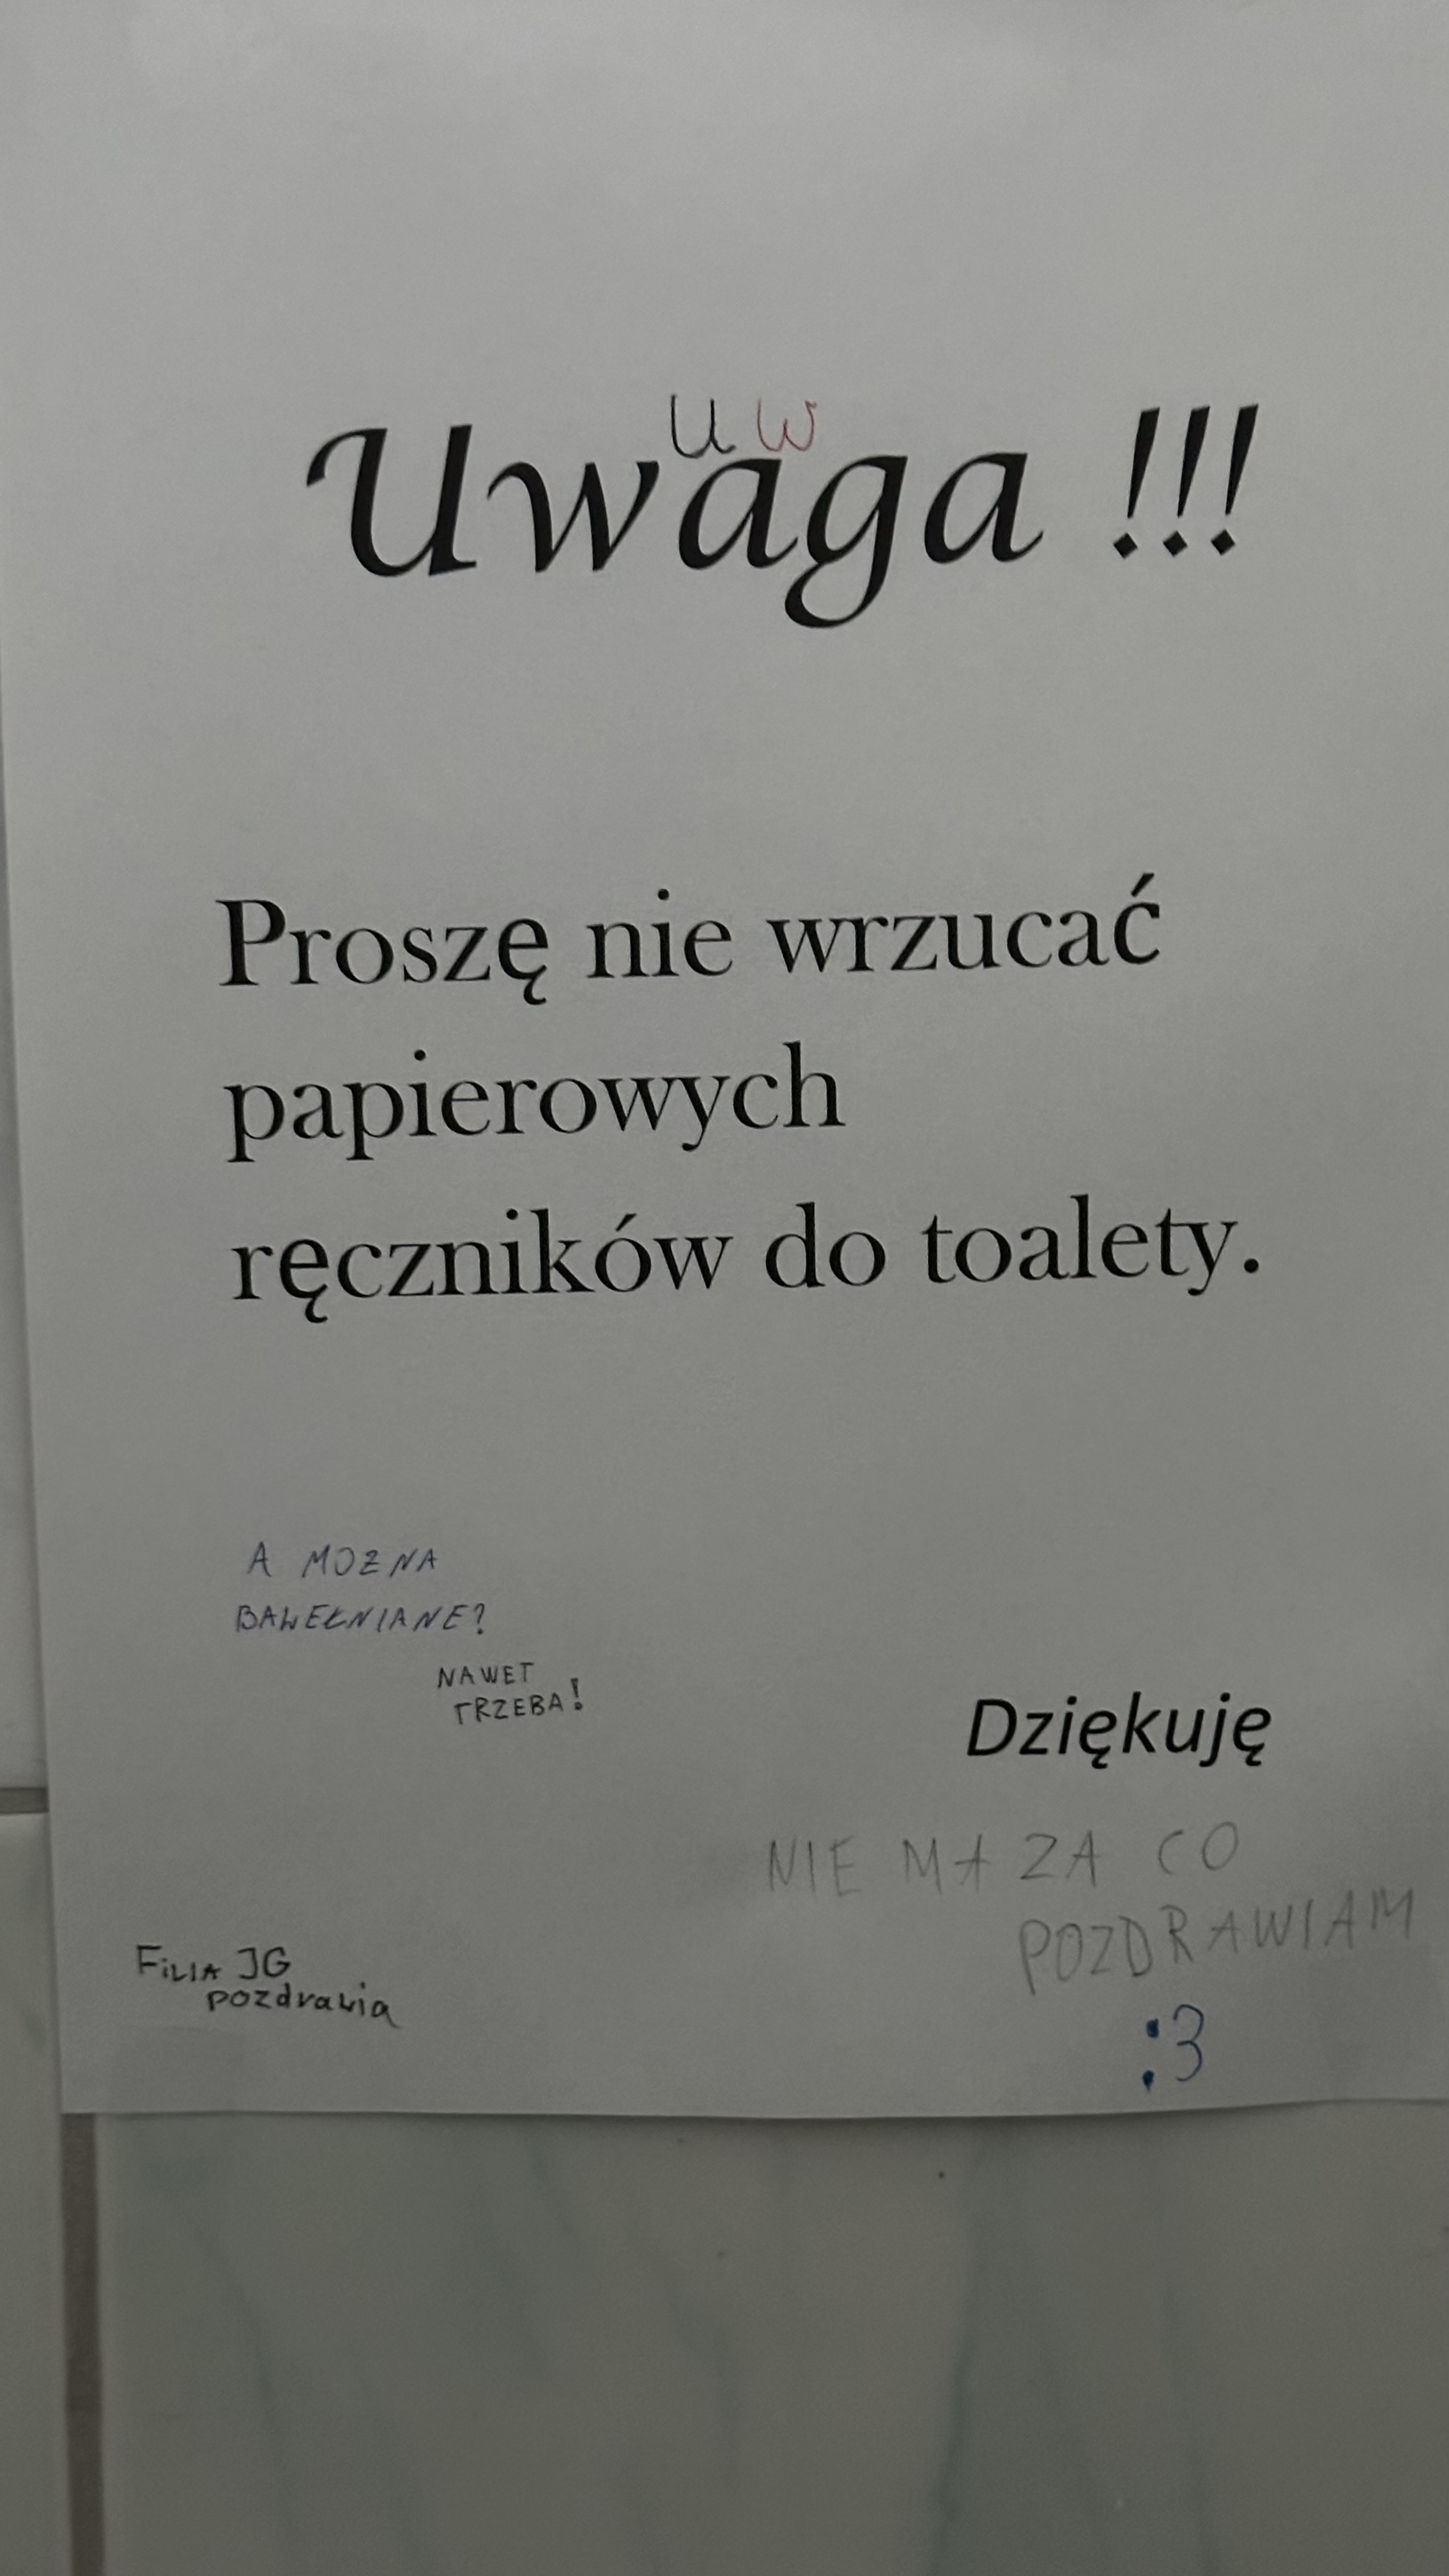 U W
Uwaga !!!
Proszę nie wrzucać
papierowych
ręczników do toalety.
A MOŻNA
BAWEŁNIANE?
NAWET
TRZEBA!
Dziękuję
NIE MA ZA CO
POZDRAWIAM
:3
FiLIA JG
pozdrawia